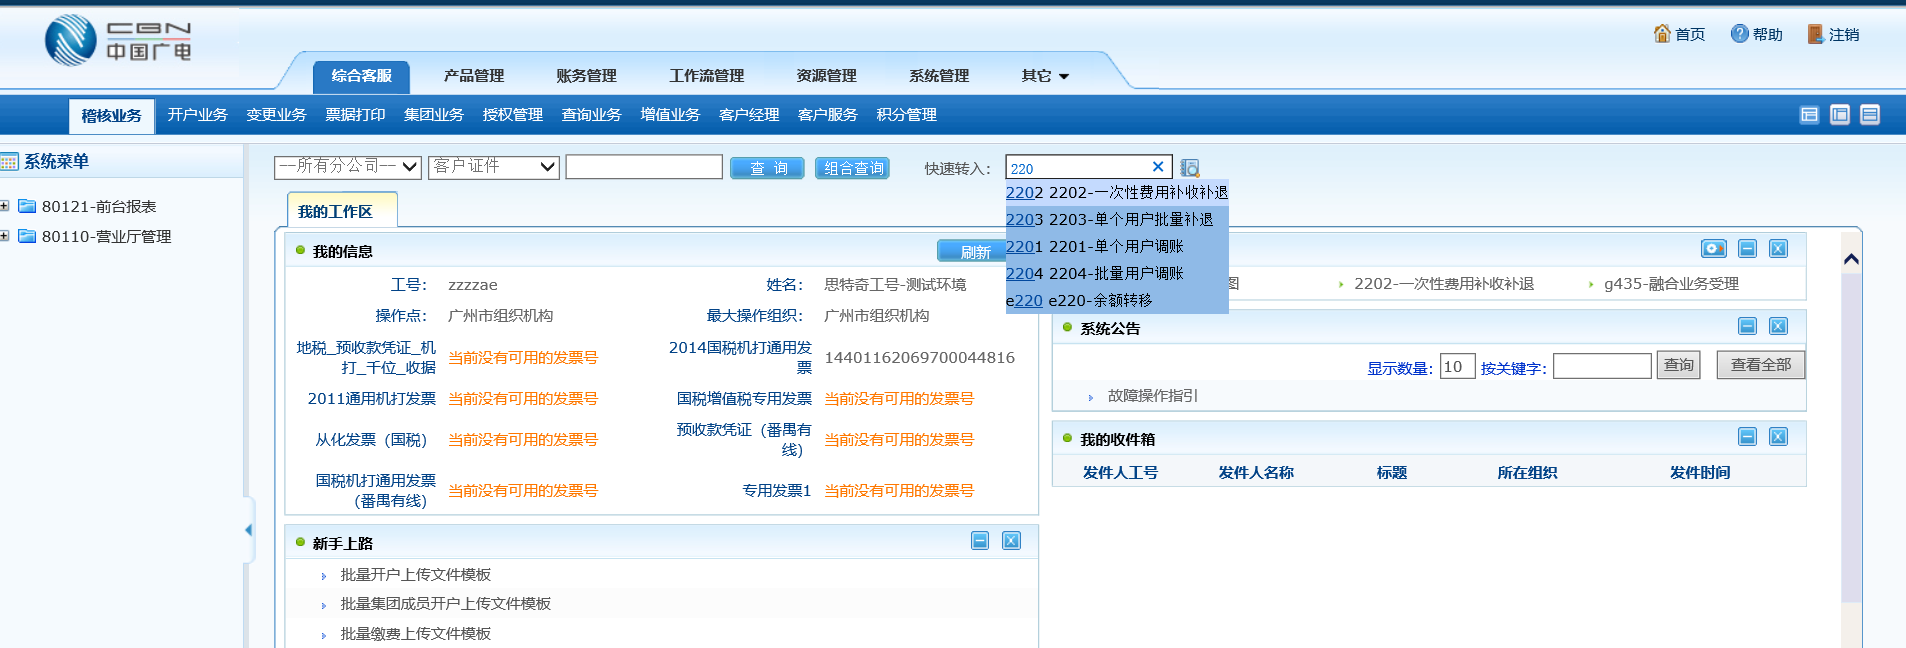 CBN
中国广电
首页 帮助 注销
综合客服 产品管理 账务管理 工作流管理 资源管理 系统管理 其它
稽核业务 开户业务 变更业务 票据打印 集团业务 授权管理 查询业务 增值业务 客户经理 客户服务 积分管理
系统菜单
80121-前台报表
80110-营业厅管理
--所有分公司-- 客户证件 查 询 组合查询 快速转入: 220
2202 2202-一次性费用补收补退
2203 2203-单个用户批量补退
2201 2201-单个用户调账
2204 2204-批量用户调账
e220 e220-余额转移
我的工作区
我的信息 刷新
工号: zzzzae 姓名: 思特奇工号-测试环境
操作点: 广州市组织机构 最大操作组织: 广州市组织机构
地税_预收款凭证_机打_千位_收据 当前没有可用的发票号 2014国税机打通用发票 14401162069700044816
2011通用机打发票 当前没有可用的发票号 国税增值税专用发票 当前没有可用的发票号
从化发票（国税） 当前没有可用的发票号 预收款凭证（番禺有线) 当前没有可用的发票号
国税机打通用发票(番禺有线) 当前没有可用的发票号 专用发票1 当前没有可用的发票号
新手上路
批量开户上传文件模板
批量集团成员开户上传文件模板
批量缴费上传文件模板
图 2202-一次性费用补收补退 g435-融合业务受理
系统公告
显示数量: 10 按关键字: 查询 查看全部
故障操作指引
我的收件箱
发件人工号 发件人名称 标题 所在组织 发件时间